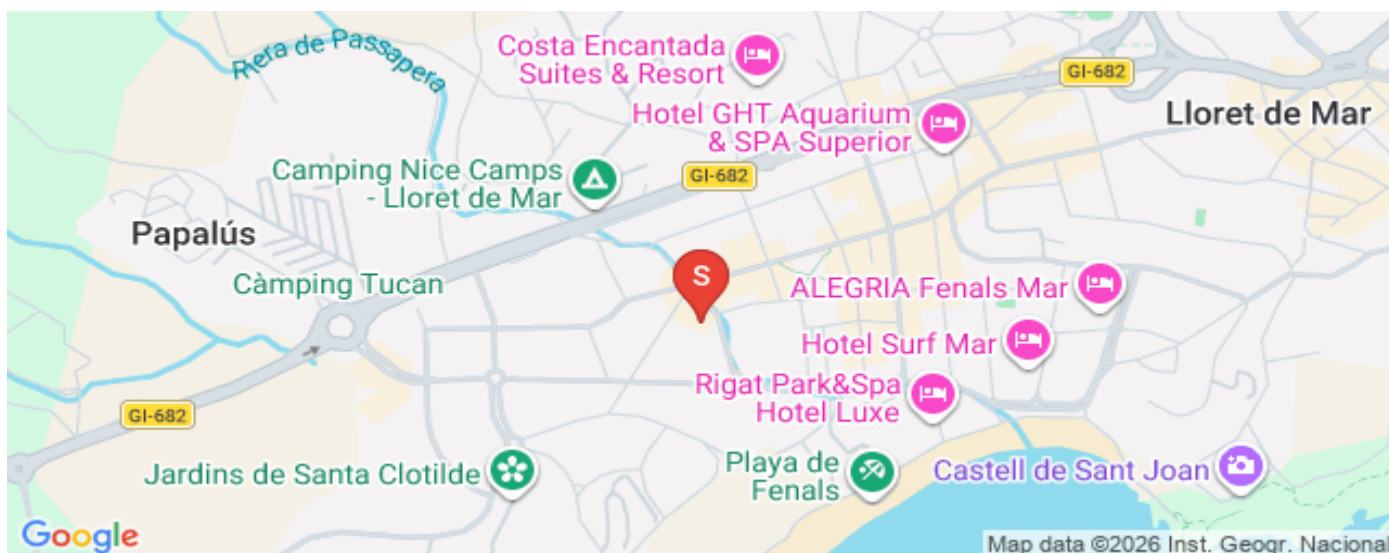 Riera de Passapera
Costa Encantada
Suites & Resort
GI-682
Hotel GHT Aquarium
& SPA Superior
Lloret de Mar
Camping Nice Camps
- Lloret de Mar
GI-682
Papalús
Càmping Tucan
S
ALEGRIA Fenals Mar
Hotel Surf Mar
Rigat Park&Spa
Hotel Luxe
GI-682
Jardins de Santa Clotilde
Playa de
Fenals
Castell de Sant Joan
Google
Map data ©2026 Inst. Geogr. Nacional